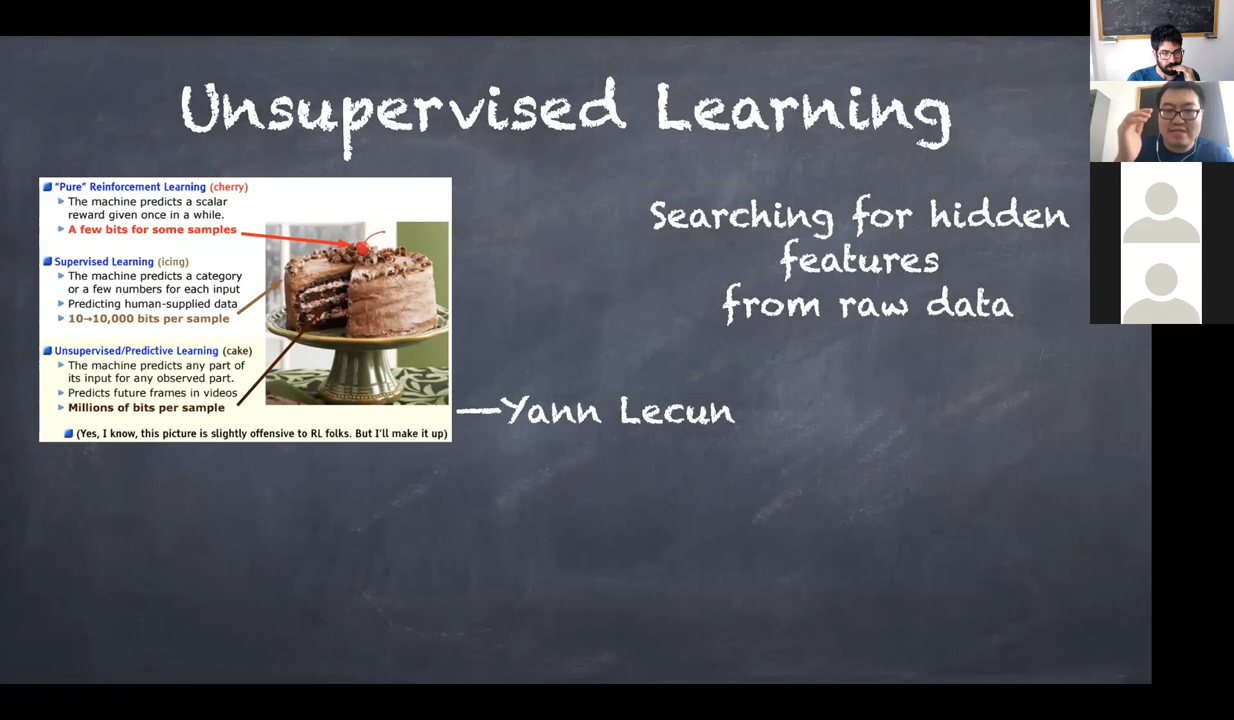 Unsupervised Learning
"Pure" Reinforcement Learning (cherry)
The machine predicts a scalar
reward given once in a while.
A few bits for some samples
Supervised Learning (icing)
The machine predicts a category
or a few numbers for each input
Predicting human-supplied data
10→10,000 bits per sample
Unsupervised/Predictive Learning (cake)
The machine predicts any part of
its input for any observed part.
Predicts future frames in videos
Millions of bits per sample
(Yes, I know, this picture is slightly offensive to RL folks. But I'll make it up)
—Yann Lecun
Searching for hidden
features
from raw data